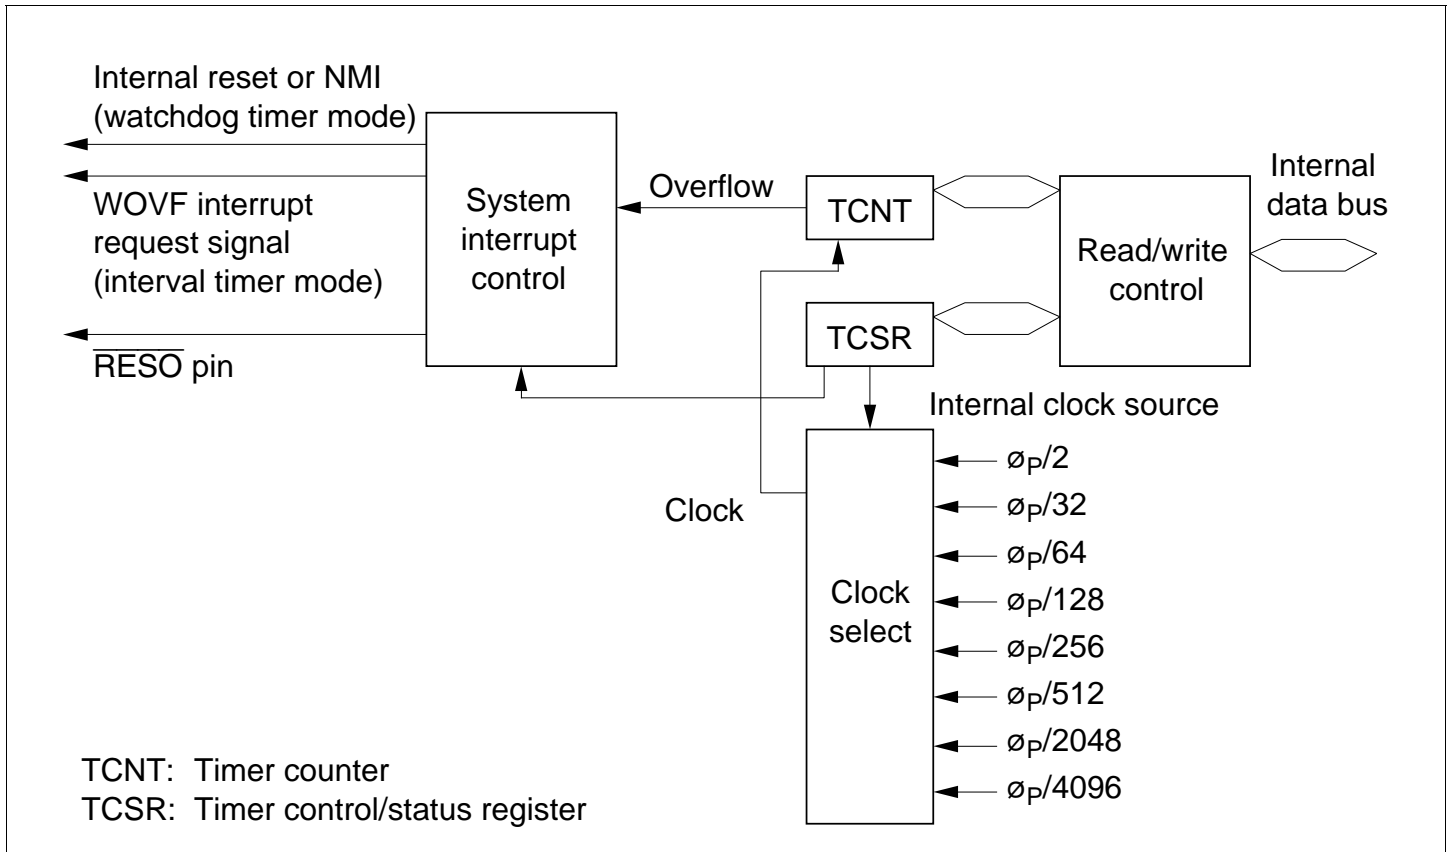 Internal reset or NMI
(watchdog timer mode)
WOVF interrupt
request signal
(interval timer mode)
R̅E̅S̅O̅ pin
System
interrupt
control
Overflow
TCNT
TCSR
Read/write
control
Internal
data bus
Internal clock source
Clock
Clock
select
øP/2
øP/32
øP/64
øP/128
øP/256
øP/512
øP/2048
øP/4096
TCNT: Timer counter
TCSR: Timer control/status register